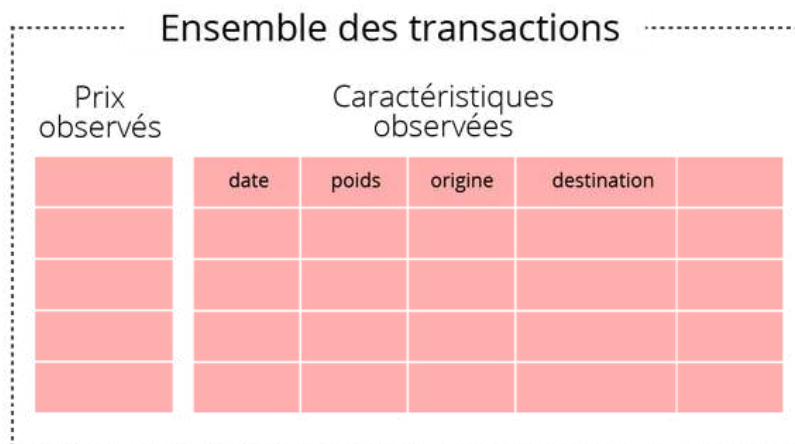 Ensemble des transactions
Prix
observés
Caractéristiques
observées
date poids origine destination